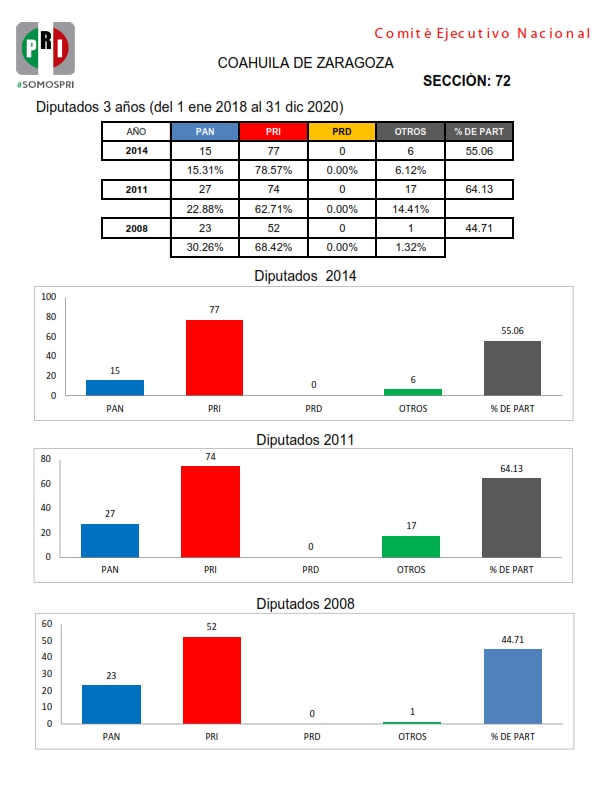 Comité Ejecutivo Nacional
PRI
#SOMOSPRI
COAHUILA DE ZARAGOZA
SECCIÓN: 72
Diputados 3 años (del 1 ene 2018 al 31 dic 2020)
AÑO PAN PRI PRD OTROS % DE PART
2014 15 77 0 6 55.06
15.31% 78.57% 0.00% 6.12%
2011 27 74 0 17 64.13
22.88% 62.71% 0.00% 14.41%
2008 23 52 0 1 44.71
30.26% 68.42% 0.00% 1.32%
Diputados 2014
100
80
60
40
20
0
15 77 0 6 55.06
PAN PRI PRD OTROS % DE PART
Diputados 2011
80
60
40
20
0
27 74 0 17 64.13
PAN PRI PRD OTROS % DE PART
Diputados 2008
60
50
40
30
20
10
0
23 52 0 1 44.71
PAN PRI PRD OTROS % DE PART